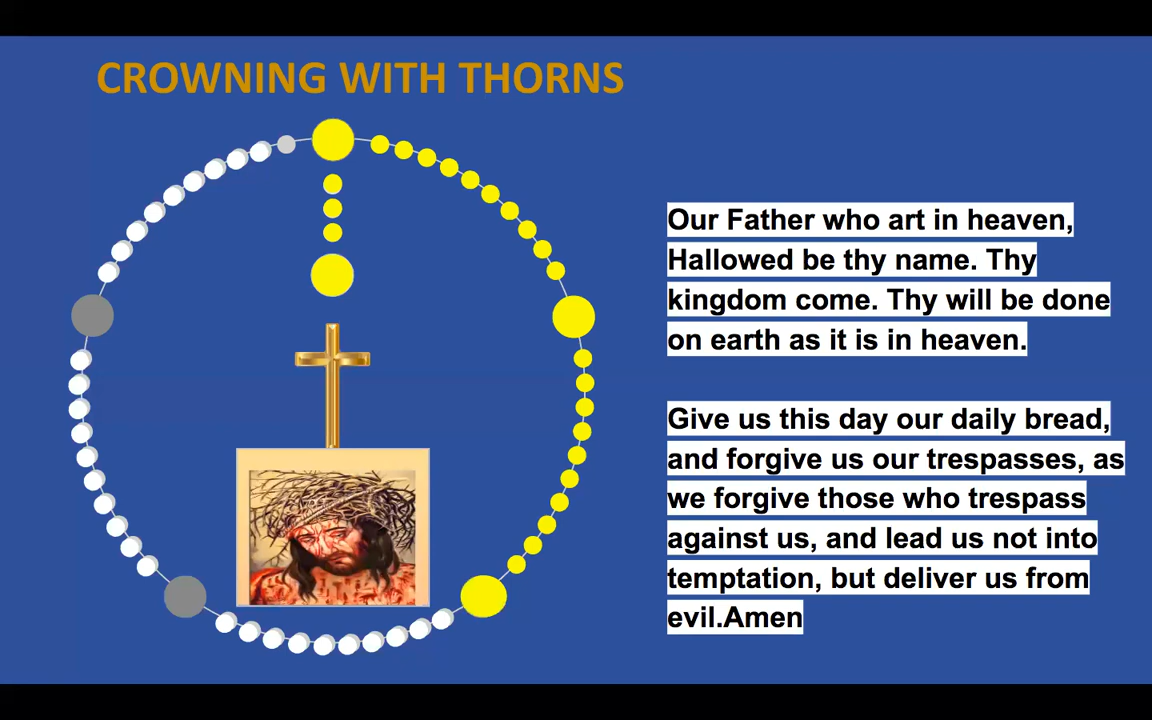 CROWNING WITH THORNS
Our Father who art in heaven,
Hallowed be thy name. Thy
kingdom come. Thy will be done
on earth as it is in heaven.
Give us this day our daily bread,
and forgive us our trespasses, as
we forgive those who trespass
against us, and lead us not into
temptation, but deliver us from
evil.Amen